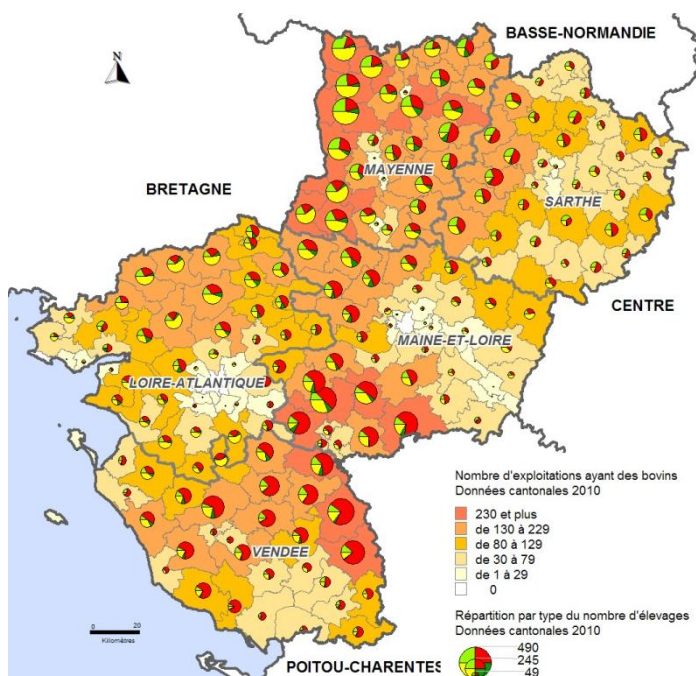 BASSE-NORMANDIE
N
BRETAGNE
MAYENNE
SARTHE
CENTRE
MAINE-ET-LOIRE
LOIRE-ATLANTIQUE
VENDEE
Nombre d'exploitations ayant des bovins
Données cantonales 2010
230 et plus
de 130 à 229
de 80 à 129
de 30 à 79
de 1 à 29
0
0 20
Kilomètres
Répartition par type du nombre d'élevages
Données cantonales 2010
490
245
49
POITOU-CHARENTES